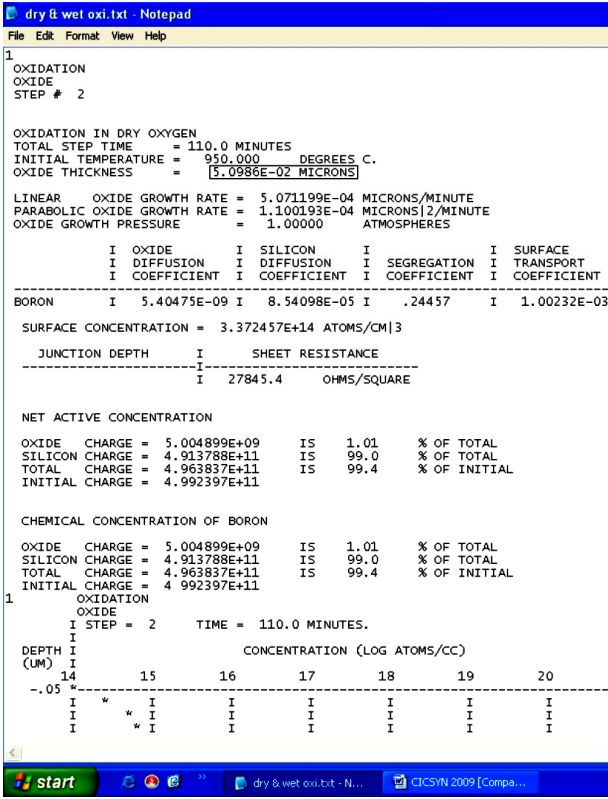 dry & wet oxi.txt - Notepad
File Edit Format View Help
1
OXIDATION
OXIDE
STEP # 2
OXIDATION IN DRY OXYGEN
TOTAL STEP TIME = 110.0 MINUTES
INITIAL TEMPERATURE = 950.000 DEGREES C.
OXIDE THICKNESS = 5.0986E-02 MICRONS
LINEAR OXIDE GROWTH RATE = 5.071199E-04 MICRONS/MINUTE
PARABOLIC OXIDE GROWTH RATE = 1.100193E-04 MICRONS|2/MINUTE
OXIDE GROWTH PRESSURE = 1.00000 ATMOSPHERES
I OXIDE I SILICON I I SURFACE
I DIFFUSION I DIFFUSION I SEGREGATION I TRANSPORT
I COEFFICIENT I COEFFICIENT I COEFFICIENT I COEFFICIENT
--------------------------------------------------------------------------
BORON I 5.40475E-09 I 8.54098E-05 I .24457 I 1.00232E-03
SURFACE CONCENTRATION = 3.372457E+14 ATOMS/CM|3
JUNCTION DEPTH I SHEET RESISTANCE
----------------------I---------------------------
I 27845.4 OHMS/SQUARE
NET ACTIVE CONCENTRATION
OXIDE CHARGE = 5.004899E+09 IS 1.01 % OF TOTAL
SILICON CHARGE = 4.913788E+11 IS 99.0 % OF TOTAL
TOTAL CHARGE = 4.963837E+11 IS 99.4 % OF INITIAL
INITIAL CHARGE = 4.992397E+11
CHEMICAL CONCENTRATION OF BORON
OXIDE CHARGE = 5.004899E+09 IS 1.01 % OF TOTAL
SILICON CHARGE = 4.913788E+11 IS 99.0 % OF TOTAL
TOTAL CHARGE = 4.963837E+11 IS 99.4 % OF INITIAL
INITIAL CHARGE = 4 992397E+11
1 OXIDATION
OXIDE
I STEP = 2 TIME = 110.0 MINUTES.
I
DEPTH I CONCENTRATION (LOG ATOMS/CC)
(UM) I
14 15 16 17 18 19 20
-.05 *-------------------------------------------------------------------
I * I I I I I I
I * I I I I I I
I * I I I I I I
start
dry & wet oxi.txt - N...
CICSYN 2009 [Compa...